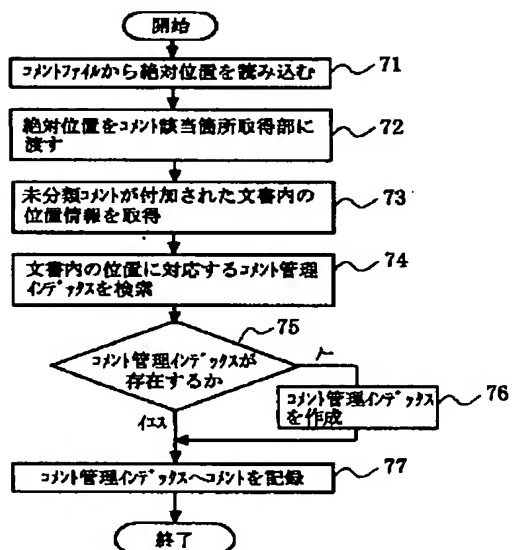 開始
コメントファイルから絶対位置を読み込む
71
絶対位置をコメント該当箇所取得部に
渡す
72
未分類コメントが付加された文書内の
位置情報を取得
73
文書内の位置に対応するコメント管理
インデックスを検索
74
75
コメント管理インデックスが
存在するか
ノー
イエス
コメント管理インデックス
を作成
76
コメント管理インデックスへコメントを記録
77
終了